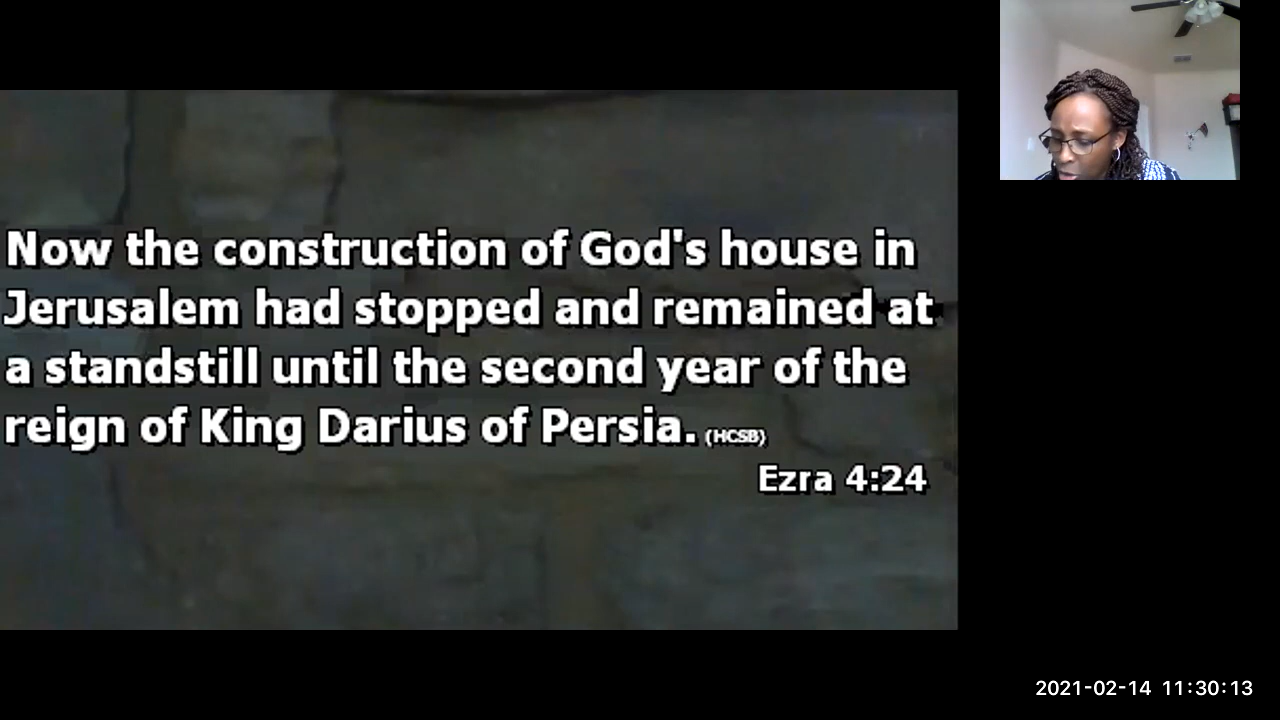 Now the construction of God's house in
Jerusalem had stopped and remained at
a standstill until the second year of the
reign of King Darius of Persia. (HCSB)
Ezra 4:24
2021-02-14 11:30:13